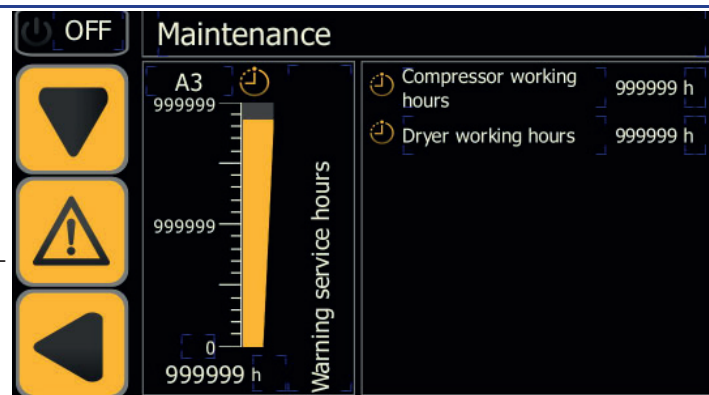 OFF
Maintenance
A3
999999
999999
0
999999 h
Warning service hours
Compressor working
hours
999999 h
Dryer working hours
999999 h